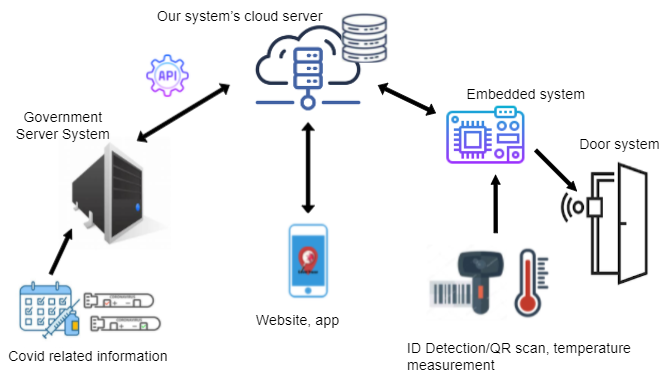 Our system's cloud server
API
Embedded system
Government
Server System
Door system
Website, app
Covid related information
ID Detection/QR scan, temperature
measurement